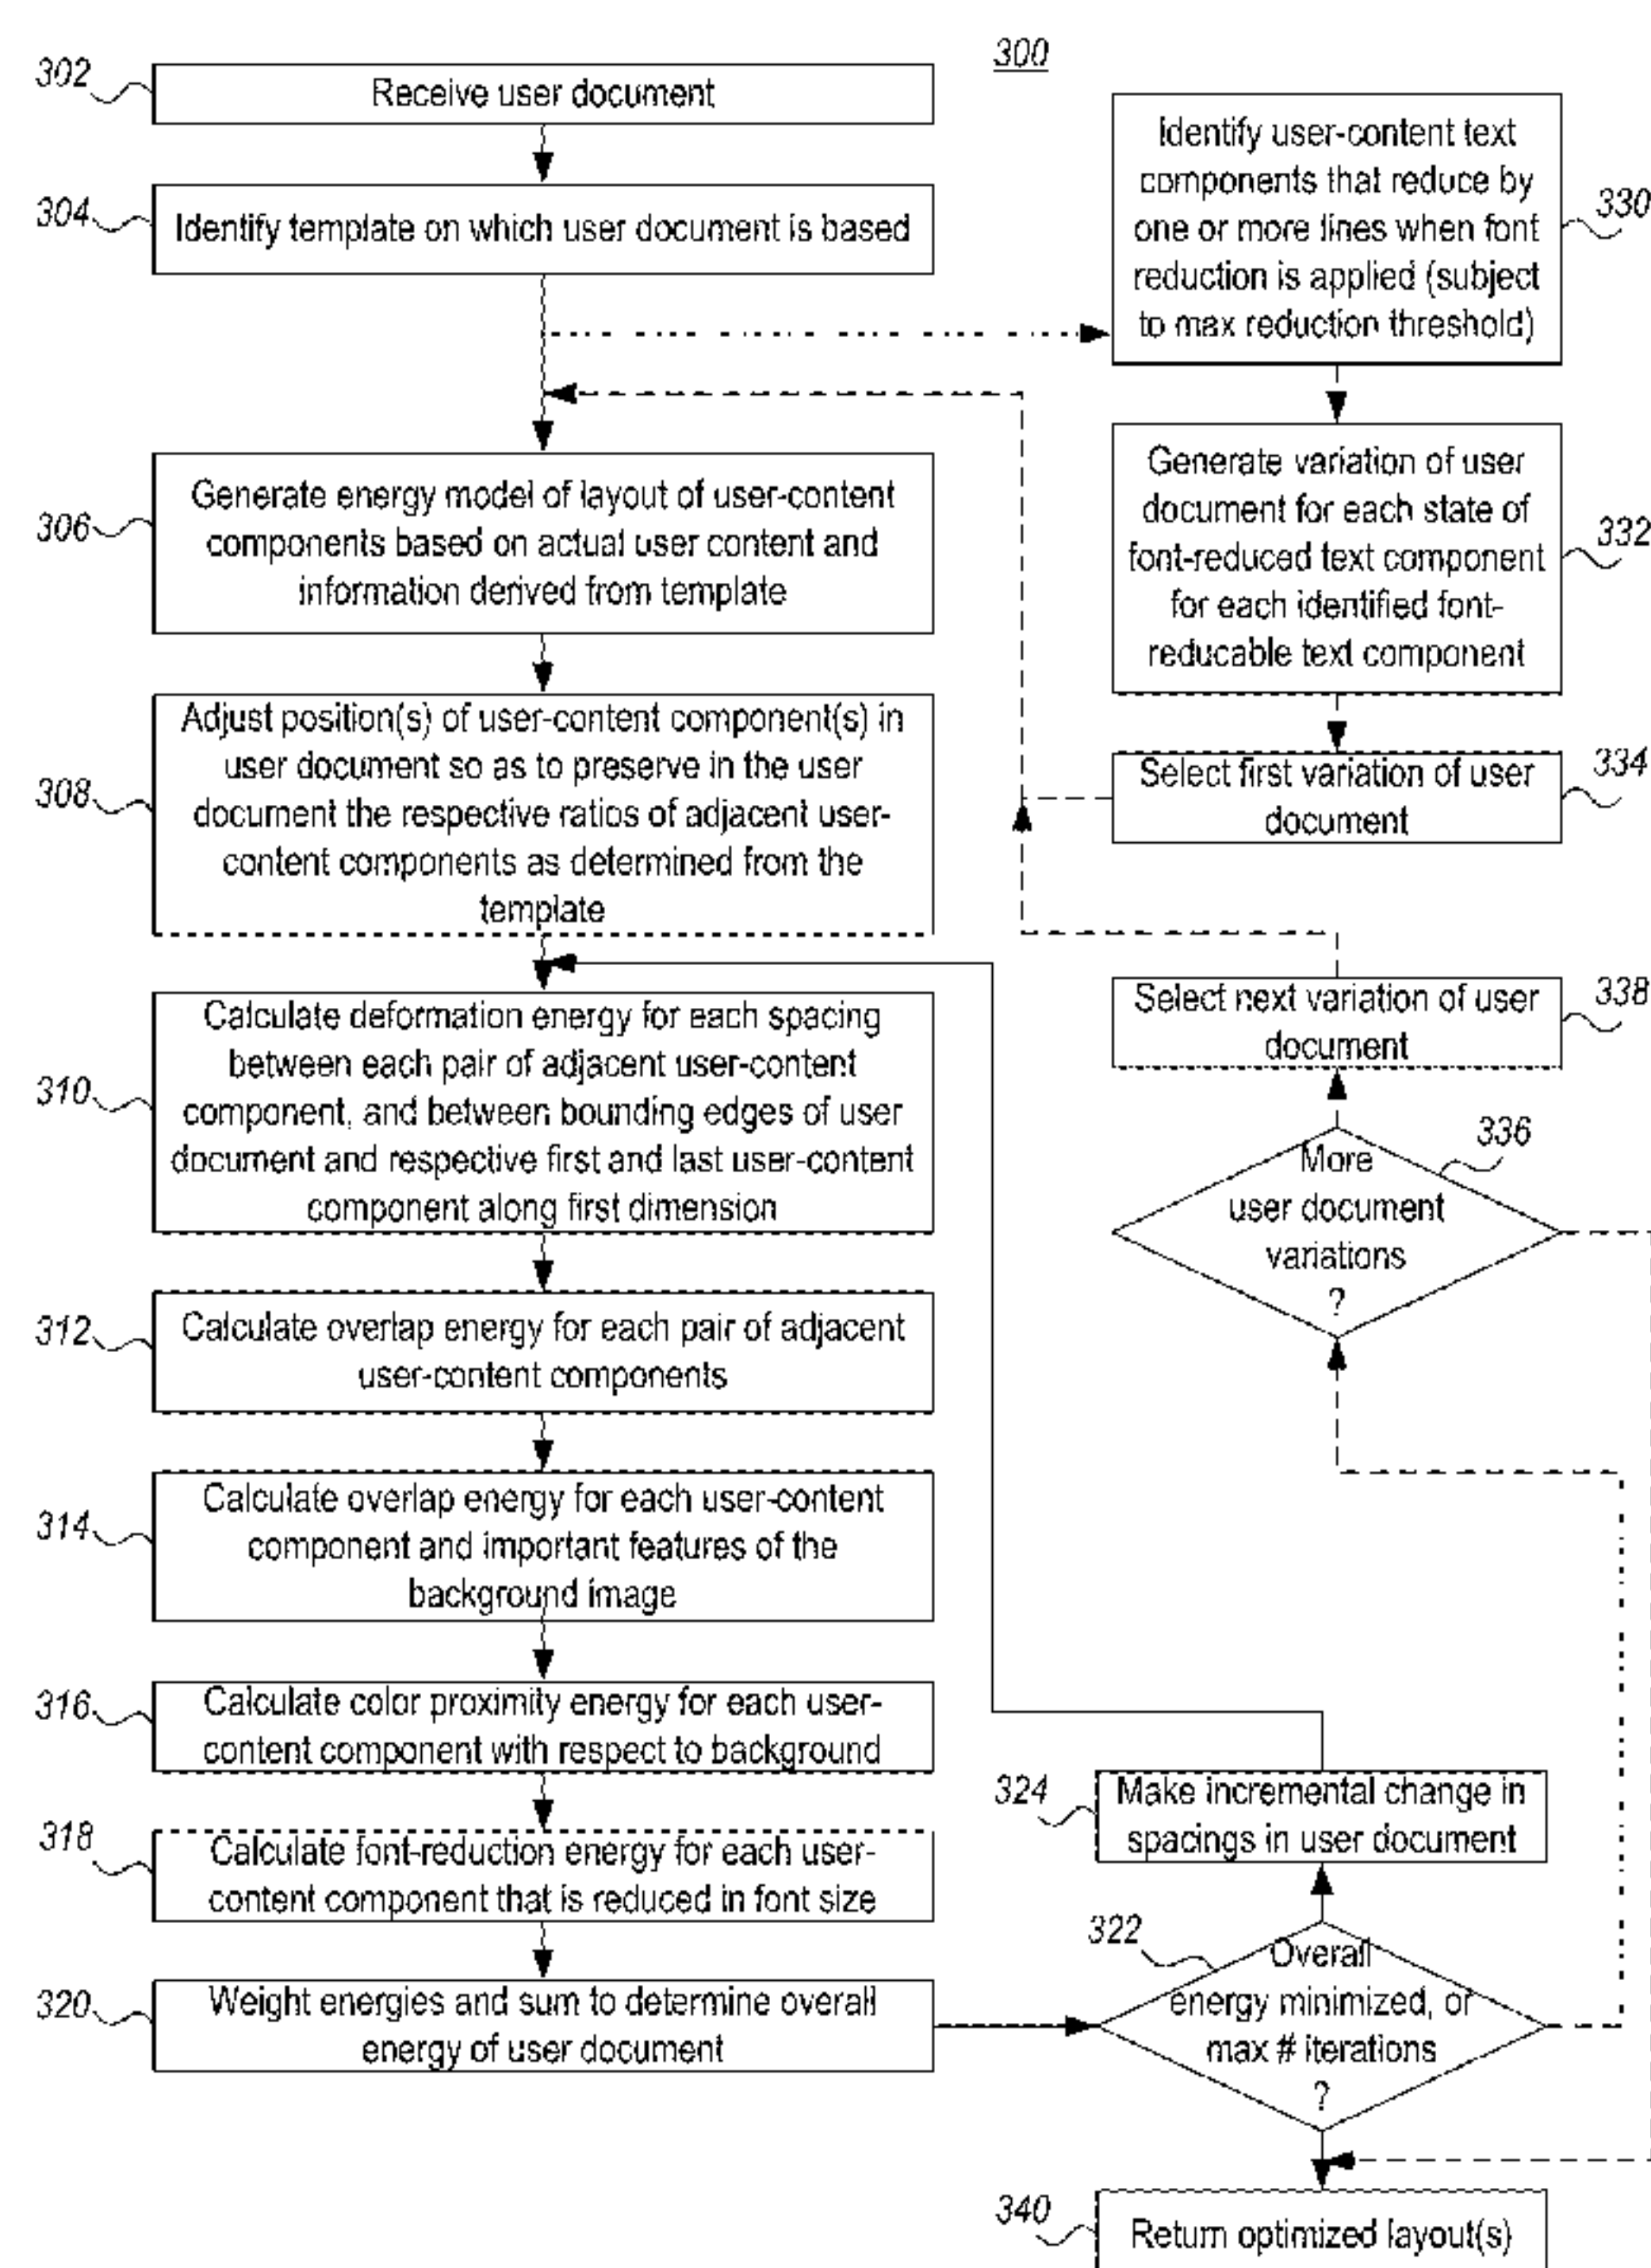 300
302
Receive user document
304
Identify template on which user document is based
306
Generate energy model of layout of user-content
components based on actual user content and
information derived from template
308
Adjust position(s) of user-content component(s) in
user document so as to preserve in the user
document the respective ratios of adjacent user-
content components as determined from the
template
310
Calculate deformation energy for each spacing
between each pair of adjacent user-content
component, and between bounding edges of user
document and respective first and last user-content
component along first dimension
312
Calculate overlap energy for each pair of adjacent
user-content components
314
Calculate overlap energy for each user-content
component and important features of the
background image
316
Calculate color proximity energy for each user-
content component with respect to background
318
Calculate font-reduction energy for each user-
content component that is reduced in font size
320
Weight energies and sum to determine overall
energy of user document
330
Identify user-content text
components that reduce by
one or more lines when font
reduction is applied (subject
to max reduction threshold)
332
Generate variation of user
document for each state of
font-reduced text component
for each identified font-
reducable text component
334
Select first variation of user
document
338
Select next variation of user
document
336
More
user document
variations
?
324
Make incremental change in
spacings in user document
322
Overall
energy minimized, or
max # iterations
?
340
Return optimized layout(s)